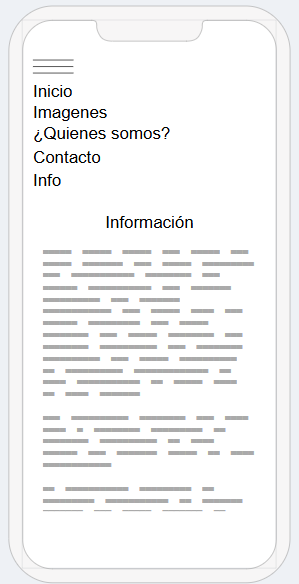 Inicio
Imagenes
¿Quienes somos?
Contacto
Info
Información